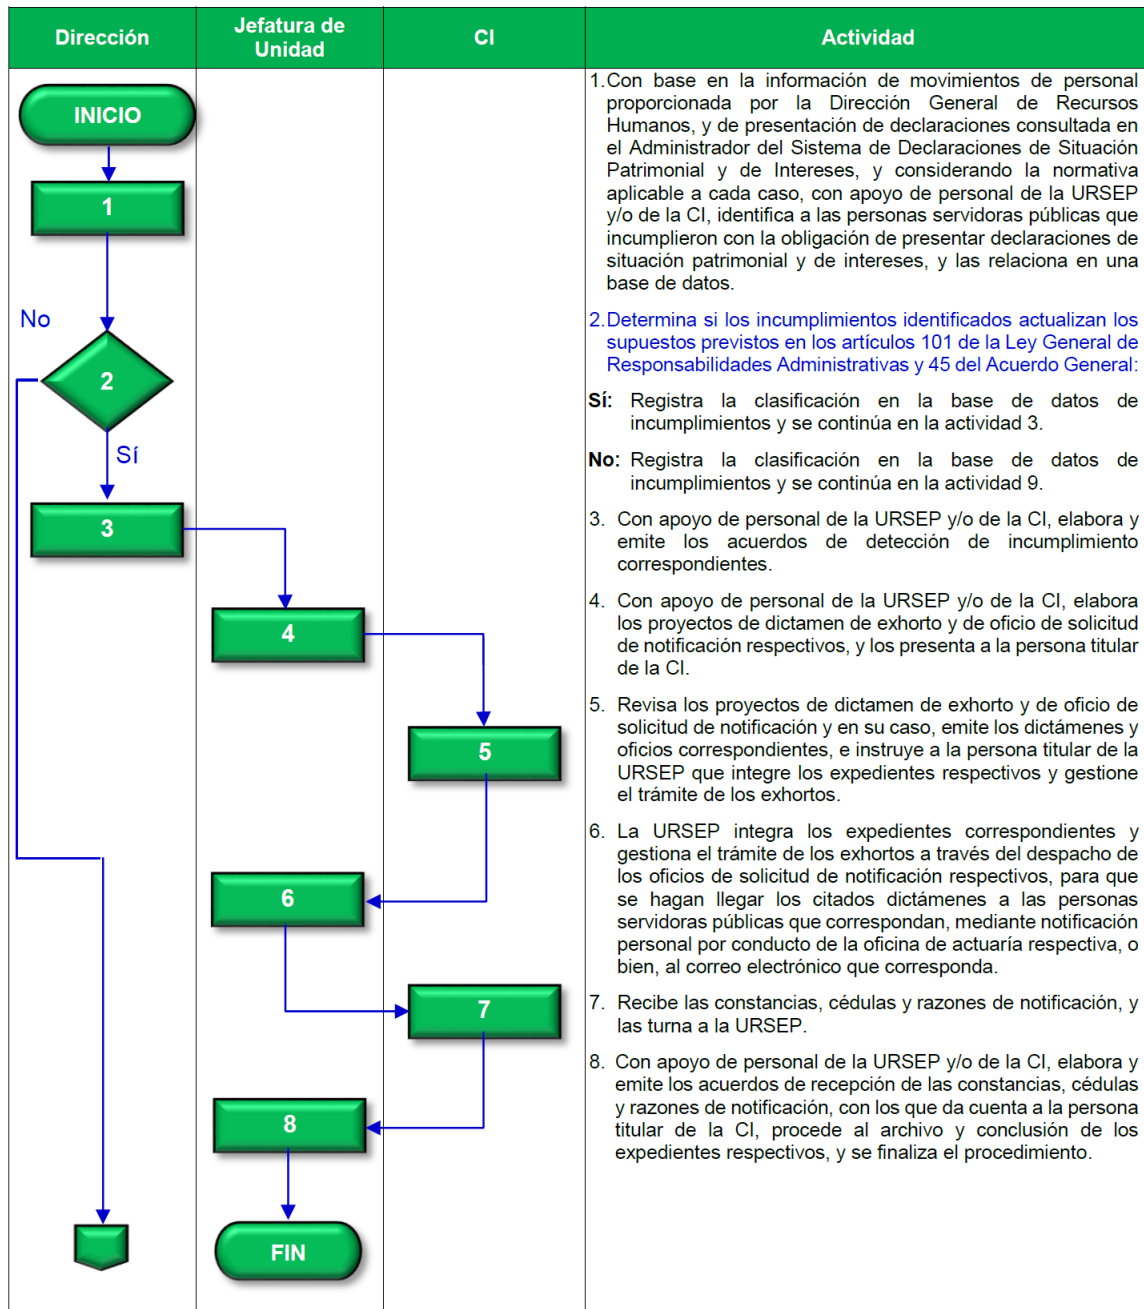 Dirección
Jefatura de
Unidad
CI
Actividad
INICIO
1
No
2
Sí
3
4
5
6
7
8
FIN
1.Con base en la información de movimientos de personal
proporcionada por la Dirección General de Recursos
Humanos, y de presentación de declaraciones consultada en
el Administrador del Sistema de Declaraciones de Situación
Patrimonial y de Intereses, y considerando la normativa
aplicable a cada caso, con apoyo de personal de la URSEP
y/o de la CI, identifica a las personas servidoras públicas que
incumplieron con la obligación de presentar declaraciones de
situación patrimonial y de intereses, y las relaciona en una
base de datos.
2.Determina si los incumplimientos identificados actualizan los
supuestos previstos en los artículos 101 de la Ley General de
Responsabilidades Administrativas y 45 del Acuerdo General:
Sí: Registra la clasificación en la base de datos de
incumplimientos y se continúa en la actividad 3.
No: Registra la clasificación en la base de datos de
incumplimientos y se continúa en la actividad 9.
3. Con apoyo de personal de la URSEP y/o de la CI, elabora y
emite los acuerdos de detección de incumplimiento
correspondientes.
4. Con apoyo de personal de la URSEP y/o de la CI, elabora
los proyectos de dictamen de exhorto y de oficio de solicitud
de notificación respectivos, y los presenta a la persona titular
de la CI.
5. Revisa los proyectos de dictamen de exhorto y de oficio de
solicitud de notificación y en su caso, emite los dictámenes y
oficios correspondientes, e instruye a la persona titular de la
URSEP que integre los expedientes respectivos y gestione
el trámite de los exhortos.
6. La URSEP integra los expedientes correspondientes y
gestiona el trámite de los exhortos a través del despacho de
los oficios de solicitud de notificación respectivos, para que
se hagan llegar los citados dictámenes a las personas
servidoras públicas que correspondan, mediante notificación
personal por conducto de la oficina de actuaría respectiva, o
bien, al correo electrónico que corresponda.
7. Recibe las constancias, cédulas y razones de notificación, y
las turna a la URSEP.
8. Con apoyo de personal de la URSEP y/o de la CI, elabora y
emite los acuerdos de recepción de las constancias, cédulas
y razones de notificación, con los que da cuenta a la persona
titular de la CI, procede al archivo y conclusión de los
expedientes respectivos, y se finaliza el procedimiento.